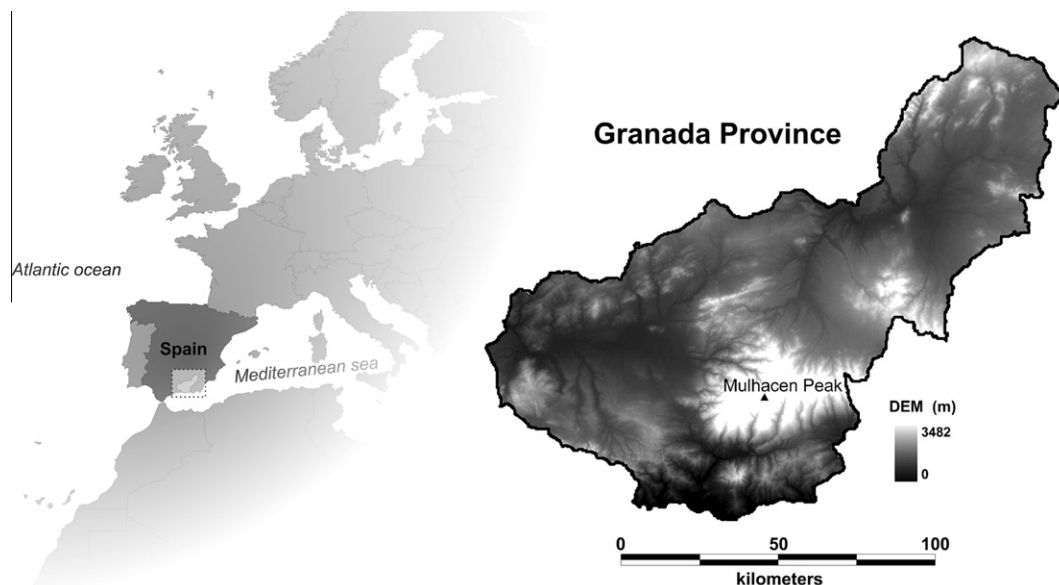 Granada Province
Atlantic ocean
Spain
Mediterranean sea
Mulhacen Peak
DEM (m)
3482
0
0 50 100
kilometers